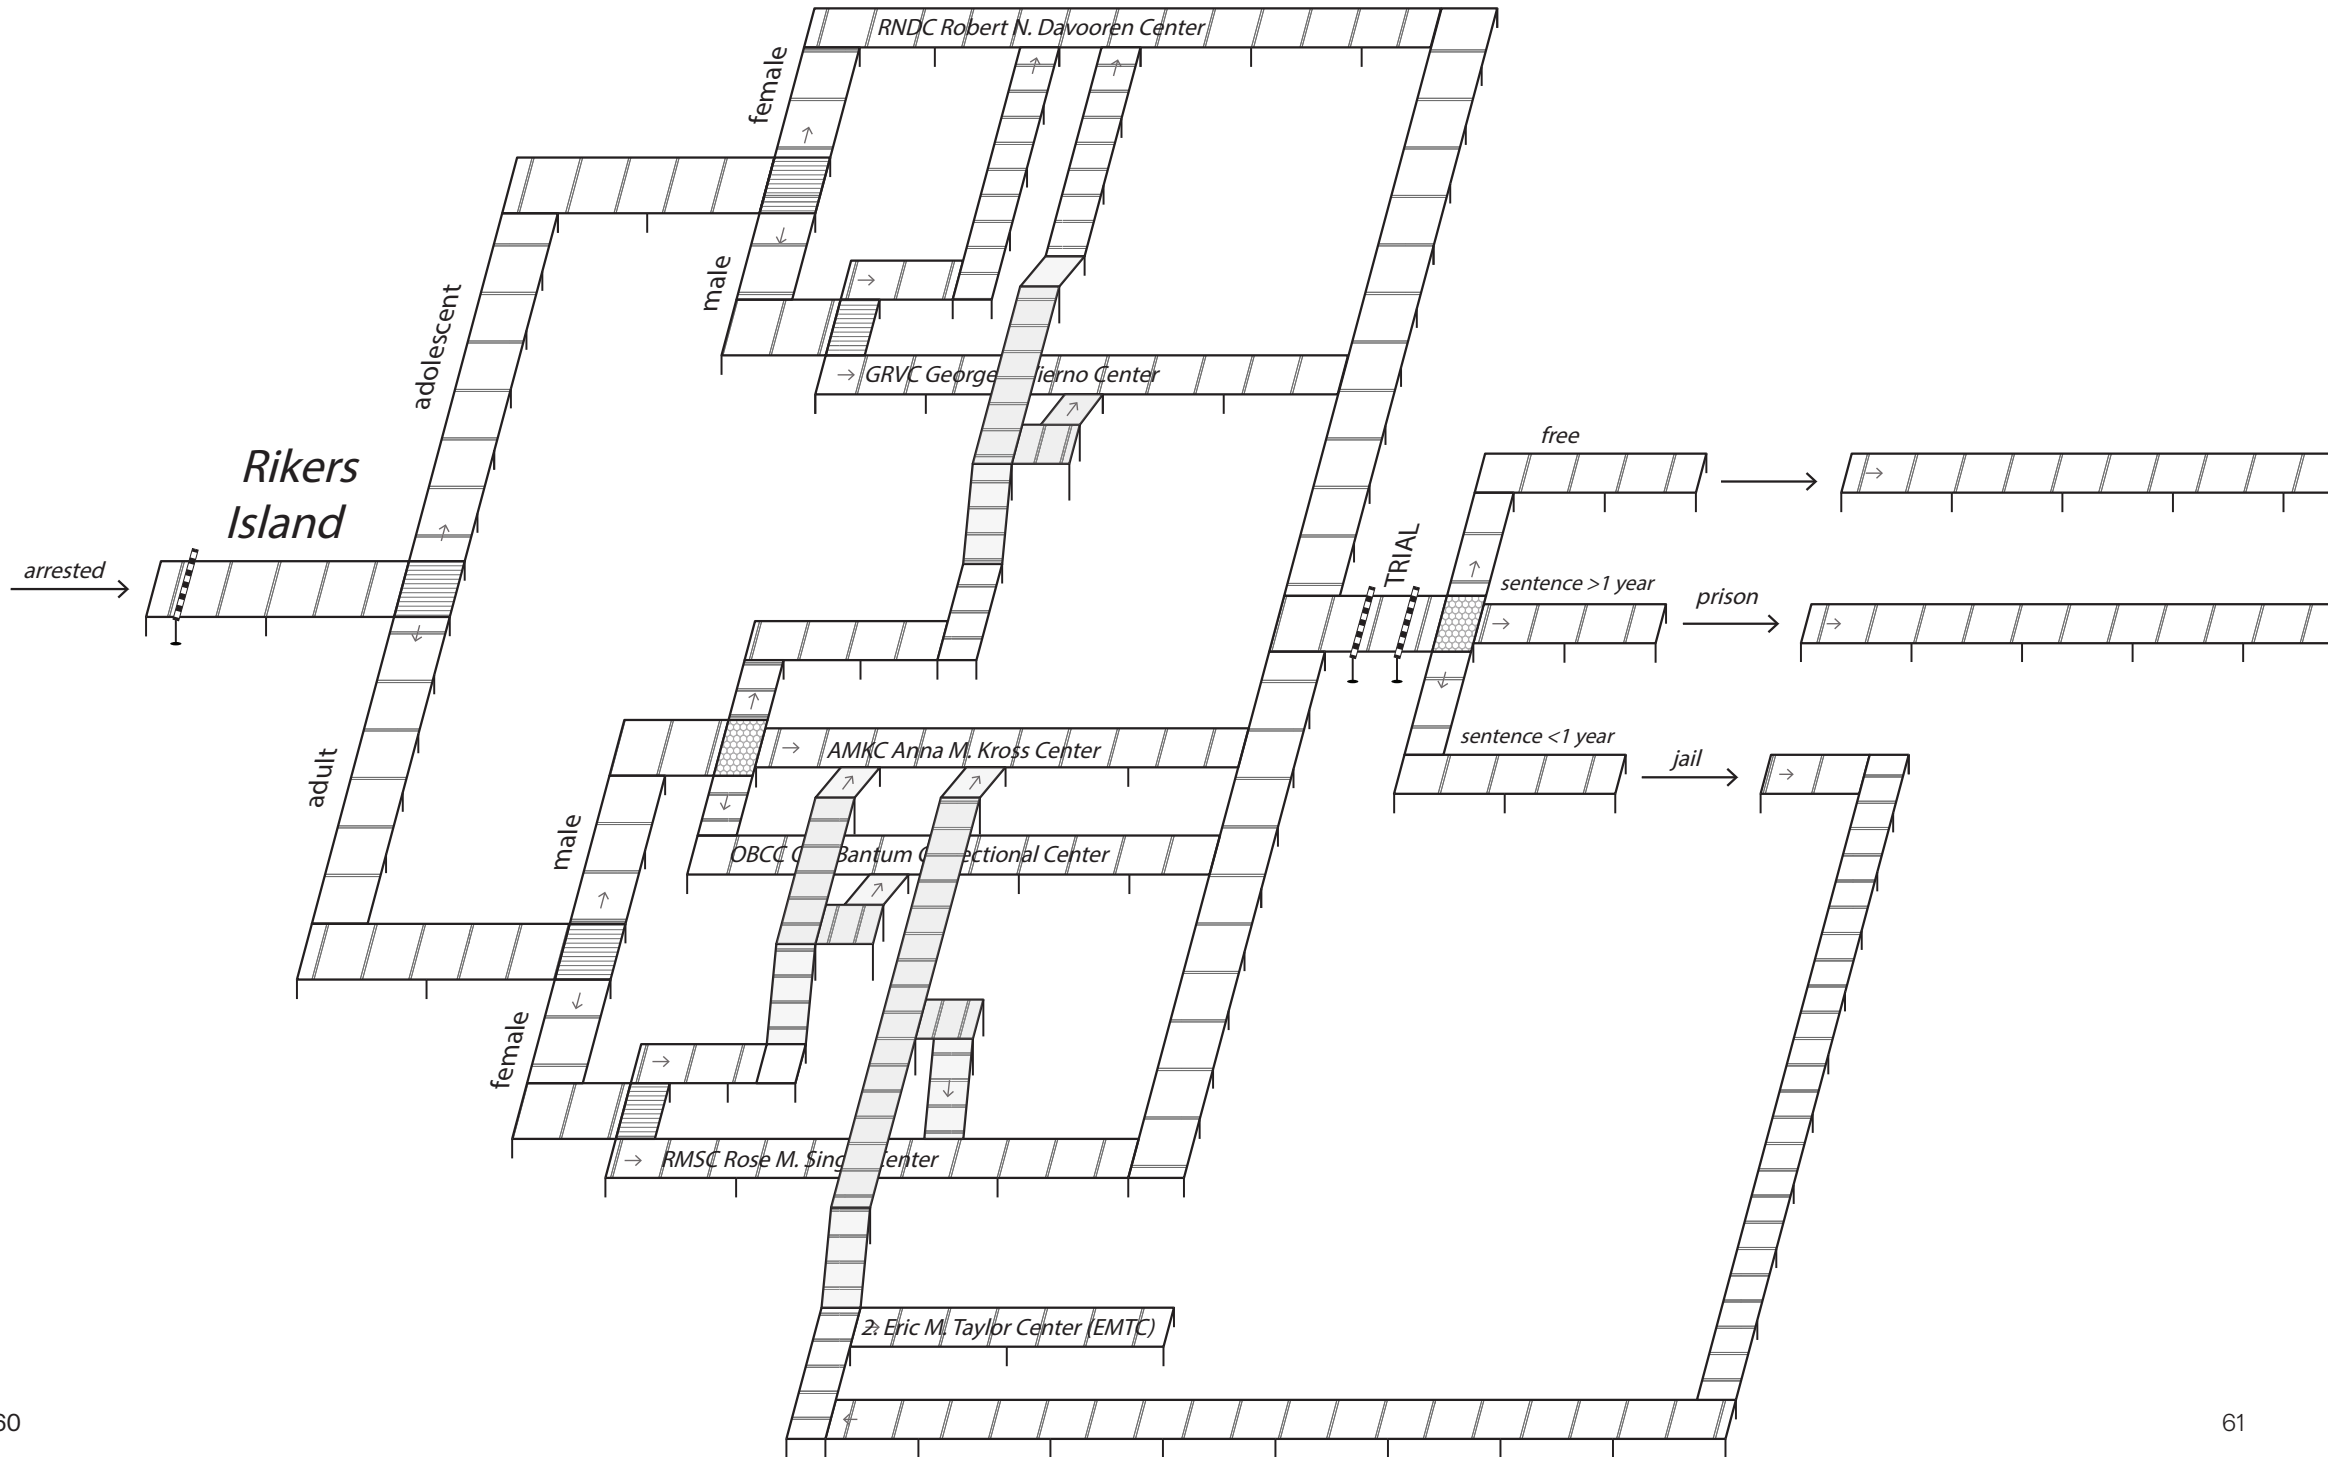 RNDC Robert N. Davooren Center
female
male
adolescent
GRVC George ierno Center
Rikers
Island
arrested
TRIAL
free
sentence >1 year
prison
sentence <1 year
jail
adult
male
AMKC Anna M. Kross Center
OBCC Bantum ectional Center
female
RMSC Rose M. Sing enter
2. Eric M. Taylor Center (EMTC)
60
61